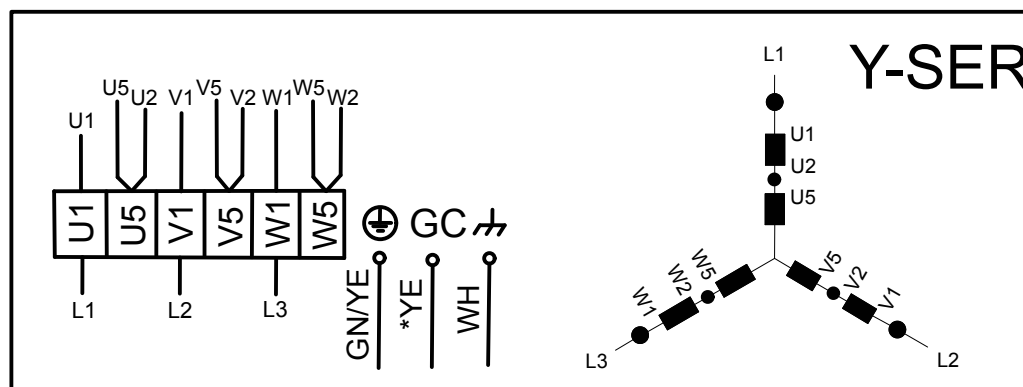 Y-SER
U1 U5 U2 V1 V5 V2 W1 W5 W2
U1 U5 V1 V5 W1 W5
L1 L2 L3
GC
GN/YE *YE WH
L1
U1
U2
U5
W5 W2 W1
V5 V2 V1
L3 L2